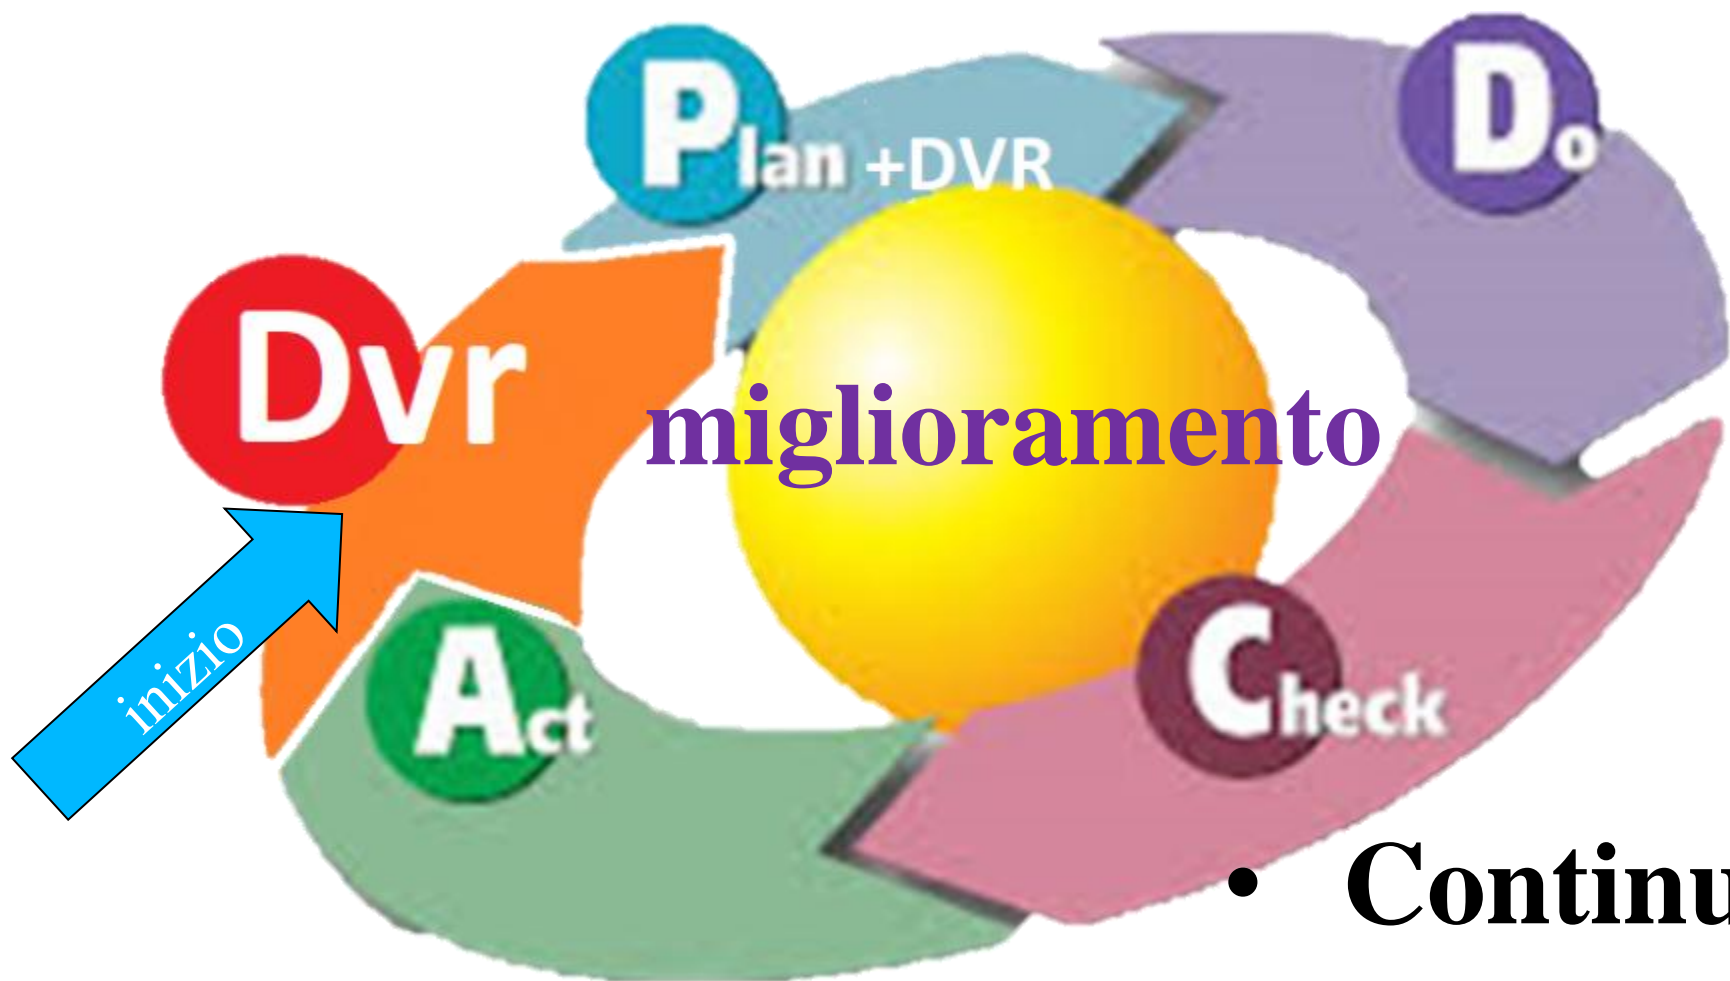 Plan +DVR
Do
Dvr
miglioramento
inizio
Act
Check
• Continu